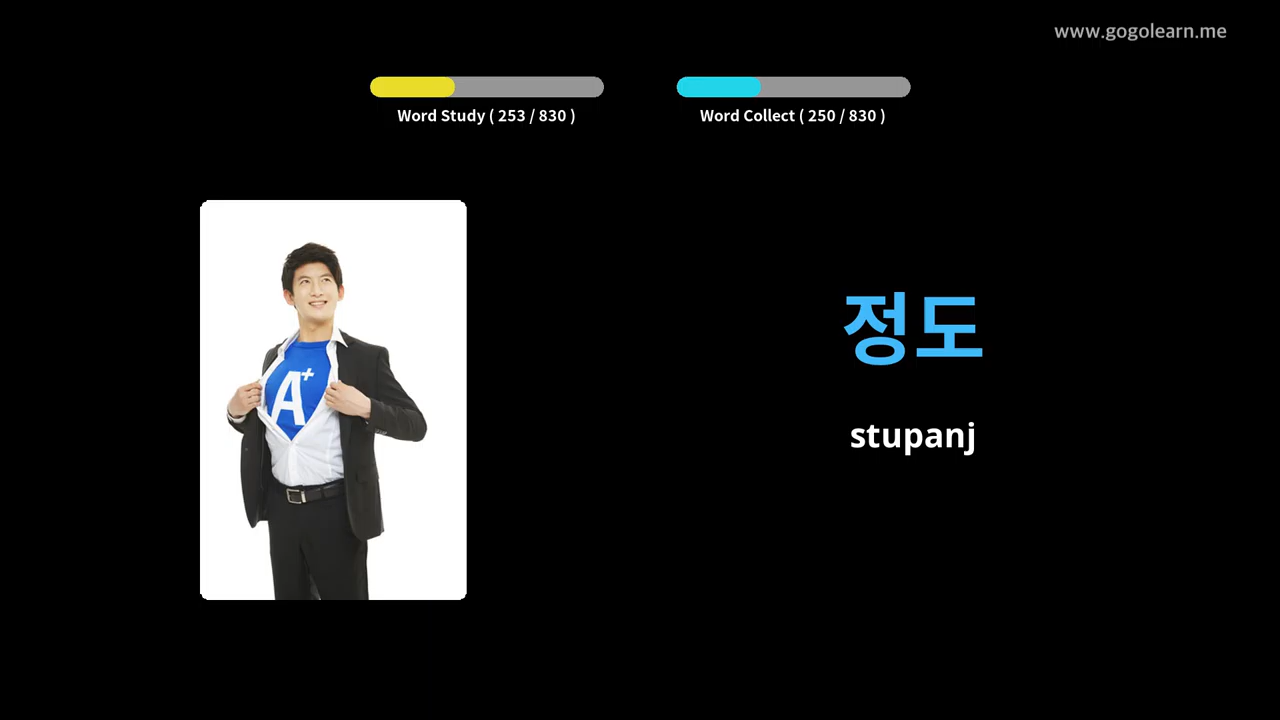 www.gogolearn.me
Word Study ( 253 / 830 )
Word Collect ( 250 / 830 )
A+
정도
stupanj